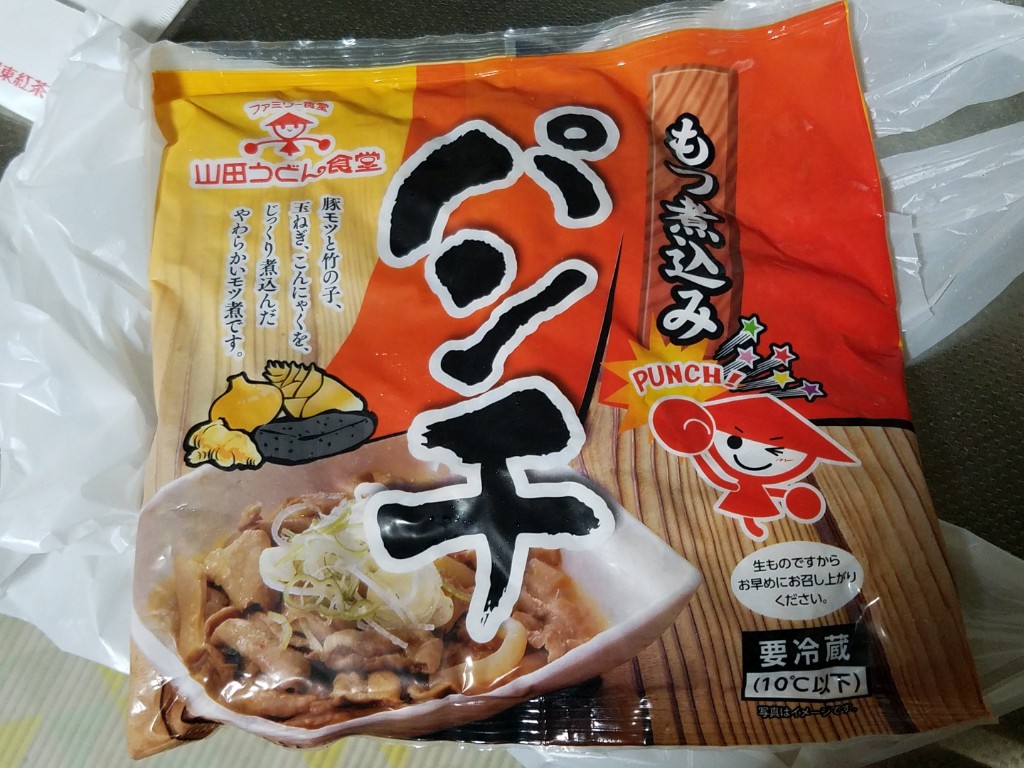 東紅茶
ファミリー食堂
山田うどん食堂
パンチ
もつ煮込み
豚モツと竹の子、
玉ねぎ、こんにゃくを、
じっくり煮込んだ
やわらかいモツ煮です。
PUNCH!
生ものですから
お早めにお召し上がり
ください。
要冷蔵
(10℃以下)
写真はイメージです。